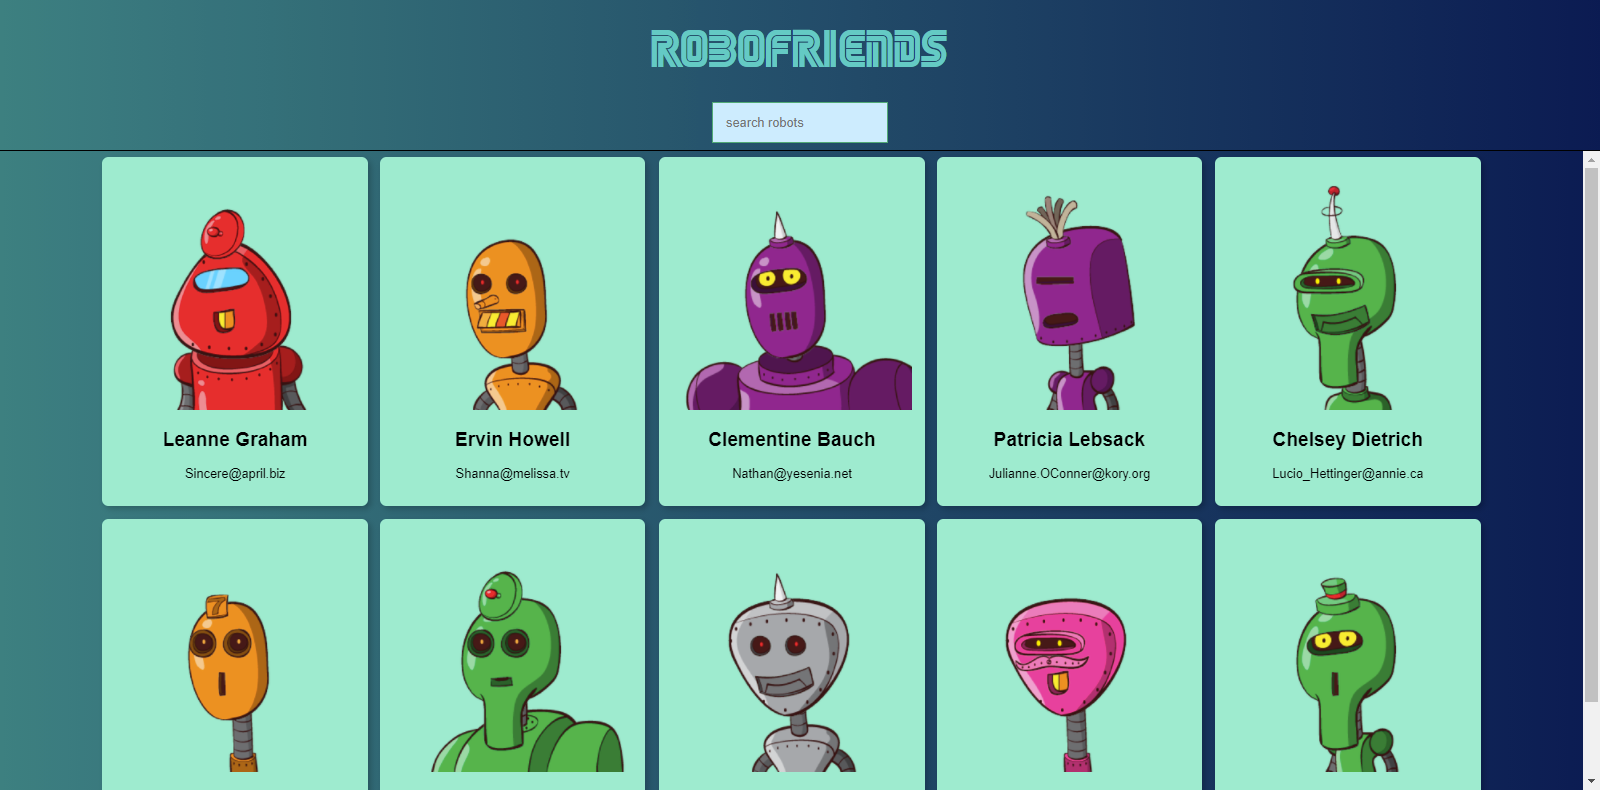 ROBOFRIENDS
search robots
Leanne Graham
Sincere@april.biz
Ervin Howell
Shanna@melissa.tv
Clementine Bauch
Nathan@yesenia.net
Patricia Lebsack
Julianne.OConner@kory.org
Chelsey Dietrich
Lucio_Hettinger@annie.ca
7